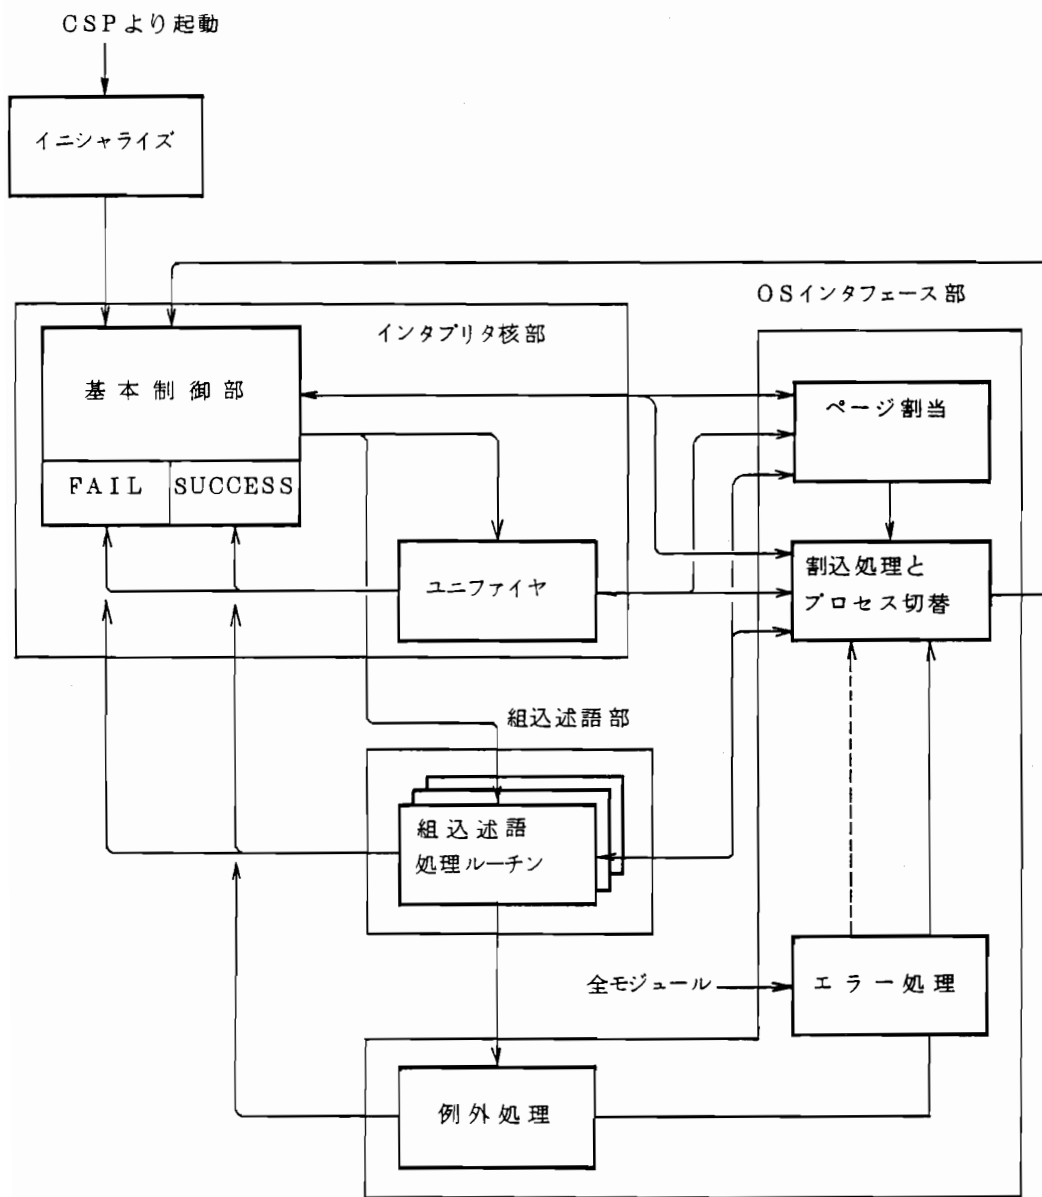 CSPより起動
イニシャライズ
OSインタフェース部
インタプリタ核部
基本制御部
ページ割当
FAIL
SUCCESS
割込処理と
プロセス切替
ユニファイヤ
組込述語部
組込述語
処理ルーチン
全モジュール
エラー処理
例外処理